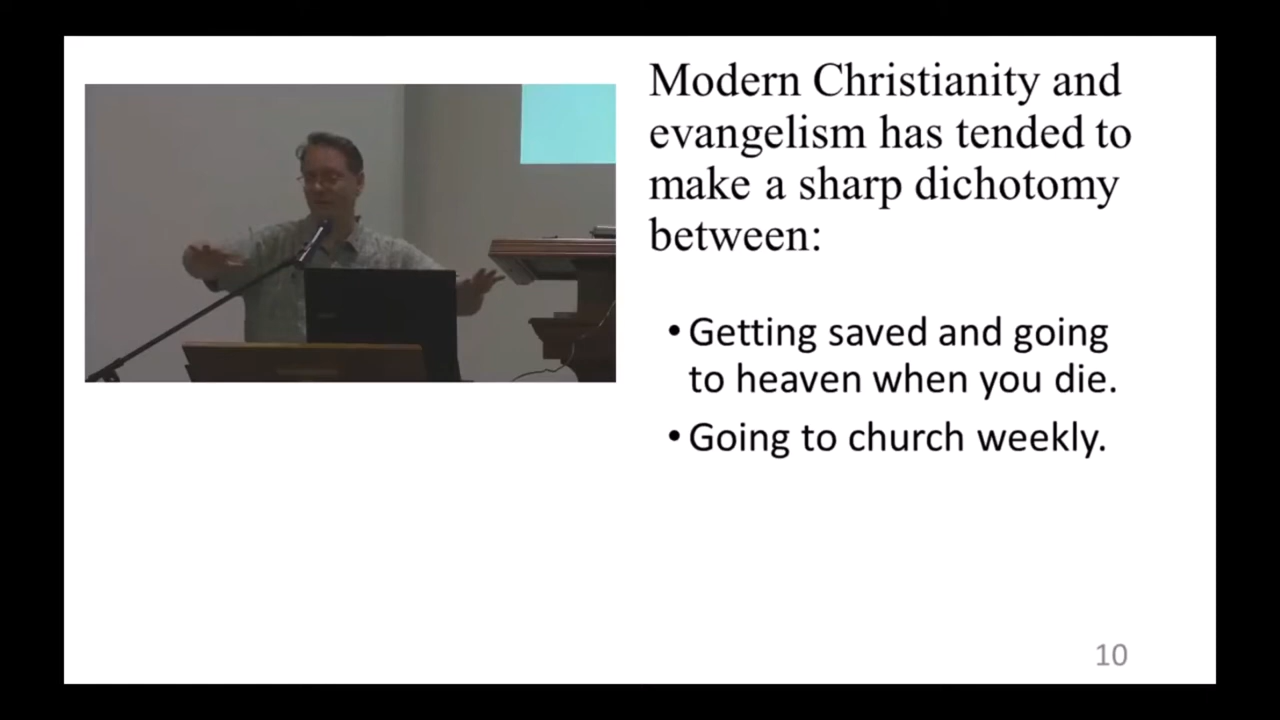 Modern Christianity and
evangelism has tended to
make a sharp dichotomy
between:
• Getting saved and going
to heaven when you die.
• Going to church weekly.
10